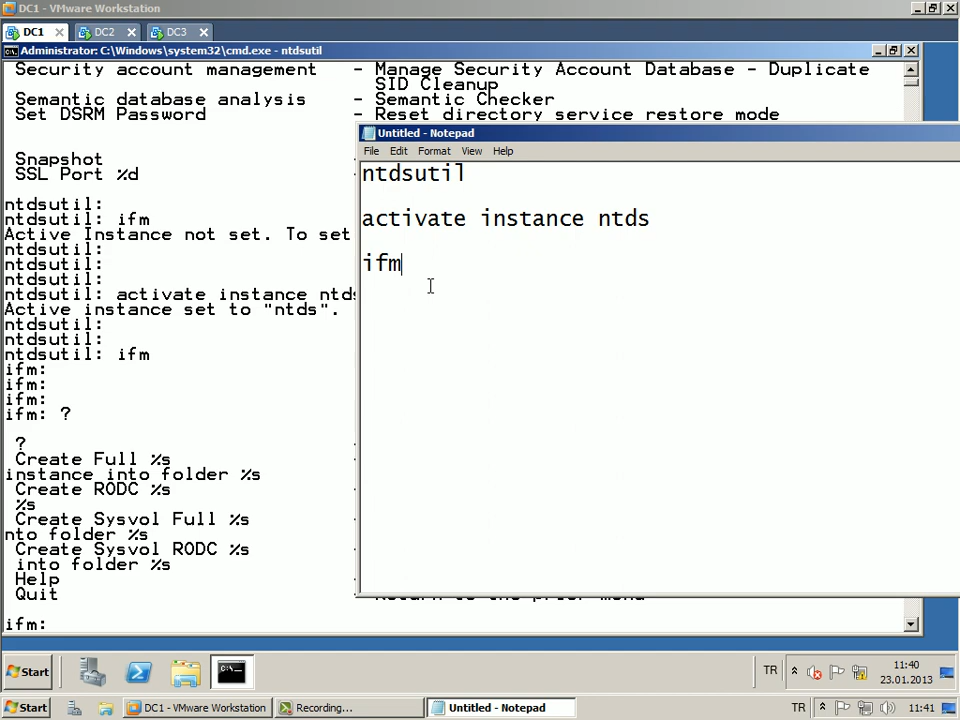 DC1 - VMware Workstation
DC1 DC2 DC3
Administrator: C:\Windows\system32\cmd.exe - ntdsutil
Security account management - Manage Security Account Database - Duplicate
SID Cleanup
Semantic database analysis - Semantic Checker
Set DSRM Password - Reset directory service restore mode
Snapshot
SSL Port %d
ntdsutil:
ntdsutil: ifm
Active Instance not set. To set
ntdsutil:
ntdsutil:
ntdsutil:
ntdsutil: activate instance ntds
Active instance set to "ntds".
ntdsutil:
ntdsutil:
ntdsutil: ifm
ifm:
ifm:
ifm:
ifm: ?
?
Create Full %s
instance into folder %s
Create RODC %s
%s
Create Sysvol Full %s
nto folder %s
Create Sysvol RODC %s
into folder %s
Help
Quit - Return to the prior menu
ifm:
Untitled - Notepad
File Edit Format View Help
ntdsutil
activate instance ntds
ifm
Start TR 11:40
23.01.2013
Start DC1 - VMware Workstation Recording... Untitled - Notepad TR 11:41